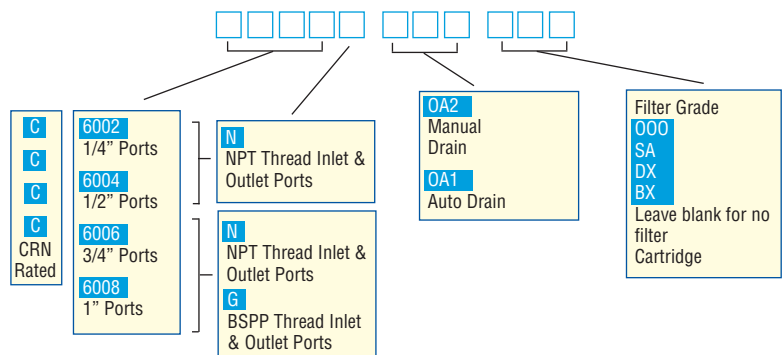 C
C
C
C
CRN
Rated
6002
1/4” Ports
6004
1/2” Ports
6006
3/4” Ports
6008
1” Ports
N
NPT Thread Inlet &
Outlet Ports
N
NPT Thread Inlet &
Outlet Ports
G
BSPP Thread Inlet
& Outlet Ports
OA2
Manual
Drain
OA1
Auto Drain
Filter Grade
OOO
SA
DX
BX
Leave blank for no
filter
Cartridge